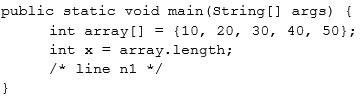 public static void main(String[] args) {
int array[] = {10, 20, 30, 40, 50};
int x = array.length;
/* line n1 */
}